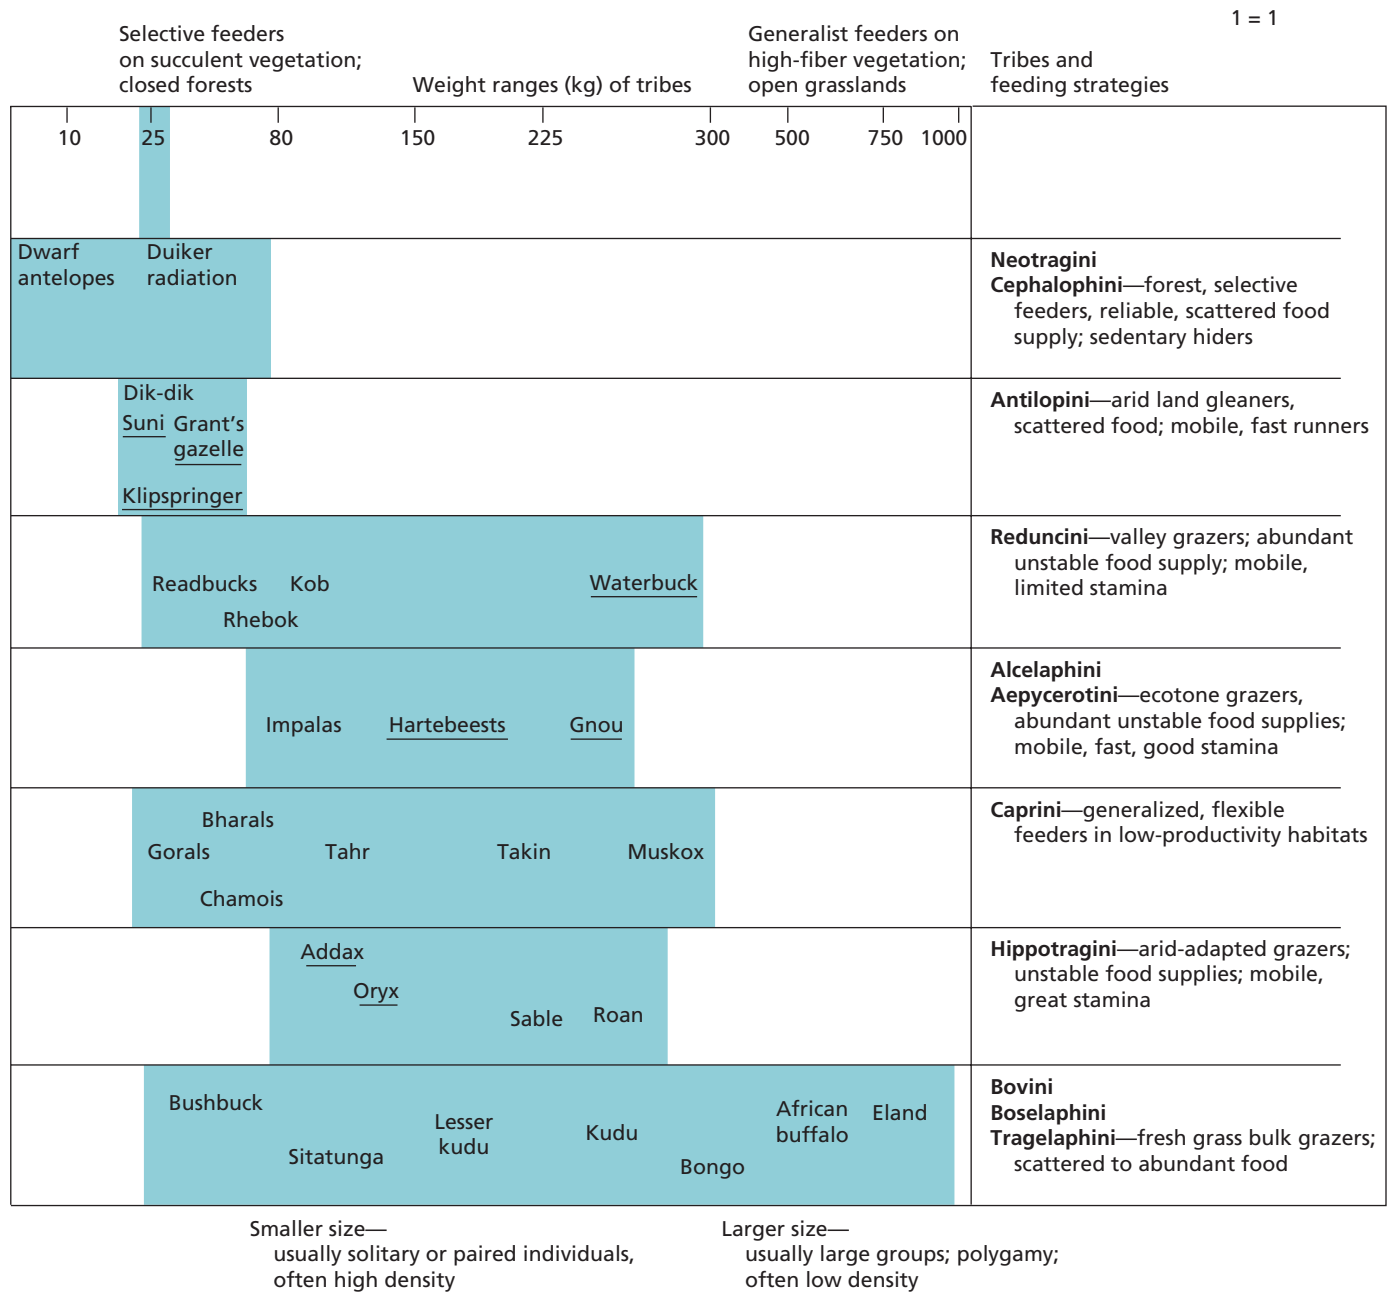 1 = 1
Selective feeders
on succulent vegetation;
closed forests
Weight ranges (kg) of tribes
Generalist feeders on
high-fiber vegetation;
open grasslands
Tribes and
feeding strategies
10 25 80 150 225 300 500 750 1000
Dwarf
antelopes
Duiker
radiation
Neotragini
Cephalophini—forest, selective
feeders, reliable, scattered food
supply; sedentary hiders
Dik-dik
Suni
Grant's
gazelle
Klipspringer
Antilopini—arid land gleaners,
scattered food; mobile, fast runners
Readbucks
Kob
Waterbuck
Rhebok
Reduncini—valley grazers; abundant
unstable food supply; mobile,
limited stamina
Impalas
Hartebeests
Gnou
Alcelaphini
Aepycerotini—ecotone grazers,
abundant unstable food supplies;
mobile, fast, good stamina
Bharals
Gorals
Tahr
Takin
Muskox
Chamois
Caprini—generalized, flexible
feeders in low-productivity habitats
Addax
Oryx
Sable
Roan
Hippotragini—arid-adapted grazers;
unstable food supplies; mobile,
great stamina
Bushbuck
Sitatunga
Lesser
kudu
Kudu
Bongo
African
buffalo
Eland
Bovini
Boselaphini
Tragelaphini—fresh grass bulk grazers;
scattered to abundant food
Smaller size—
usually solitary or paired individuals,
often high density
Larger size—
usually large groups; polygamy;
often low density